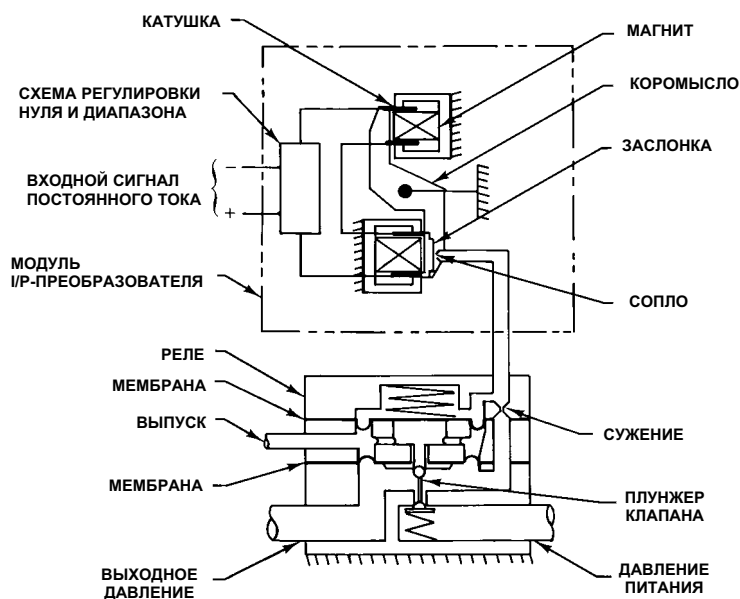 КАТУШКА
МАГНИТ
КОРОМЫСЛО
СХЕМА РЕГУЛИРОВКИ
НУЛЯ И ДИАПАЗОНА
ЗАСЛОНКА
ВХОДНОЙ СИГНАЛ
ПОСТОЯННОГО ТОКА
−
+
МОДУЛЬ
I/P-ПРЕОБРАЗОВАТЕЛЯ
СОПЛО
РЕЛЕ
МЕМБРАНА
ВЫПУСК
СУЖЕНИЕ
МЕМБРАНА
ПЛУНЖЕР
КЛАПАНА
ВЫХОДНОЕ
ДАВЛЕНИЕ
ДАВЛЕНИЕ
ПИТАНИЯ